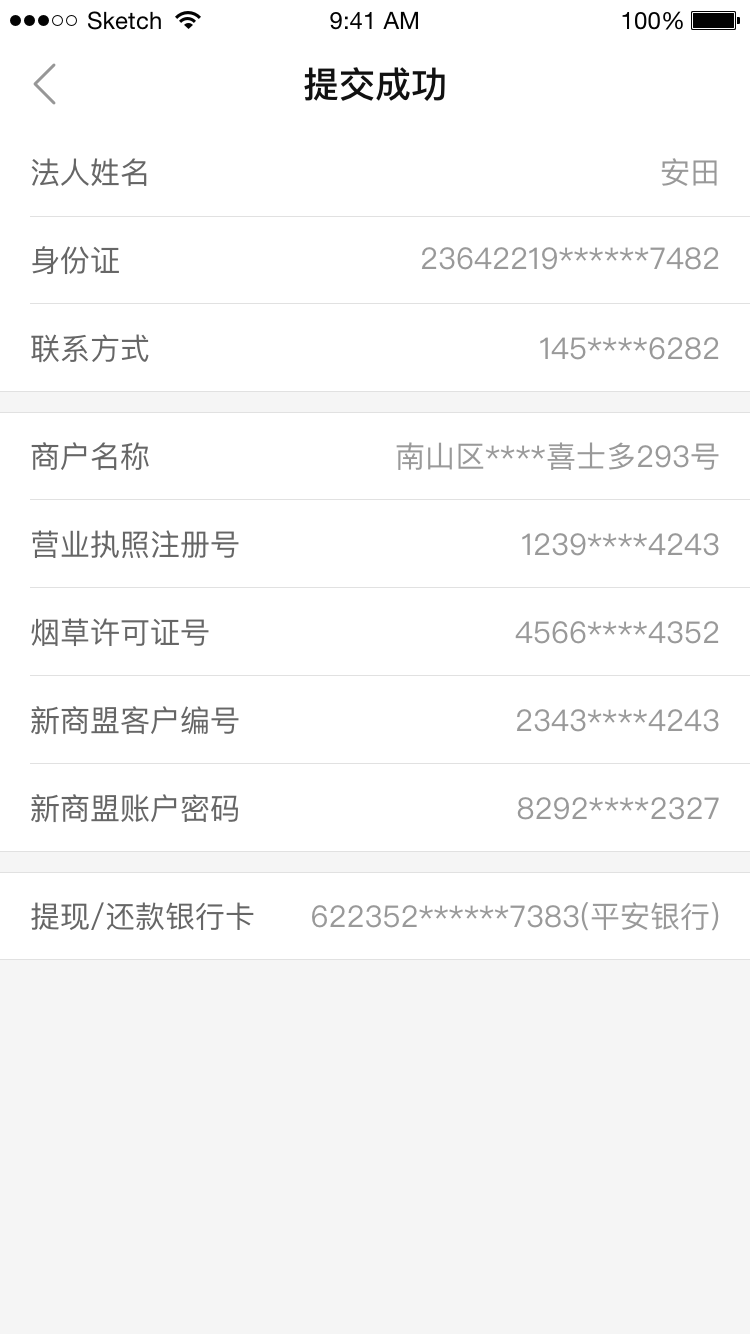 Sketch 9:41 AM 100%
提交成功
法人姓名 安田
身份证 23642219******7482
联系方式 145****6282
商户名称 南山区****喜士多293号
营业执照注册号 1239****4243
烟草许可证号 4566****4352
新商盟客户编号 2343****4243
新商盟账户密码 8292****2327
提现/还款银行卡 622352******7383(平安银行)